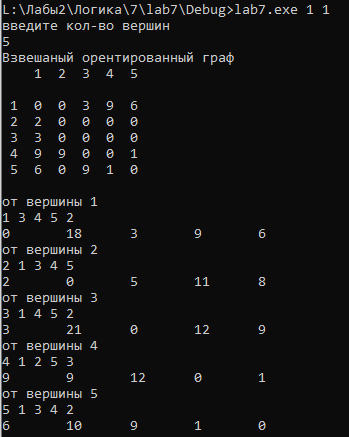 L:\Лабы2\Логика\7\lab7\Debug>lab7.exe 1 1
введите кол-во вершин
5
Взвешаный орентированный граф
1 2 3 4 5
1 0 0 3 9 6
2 2 0 0 0 0
3 3 0 0 0 0
4 9 9 0 0 1
5 6 0 9 1 0
от вершины 1
1 3 4 5 2
0 18 3 9 6
от вершины 2
2 1 3 4 5
2 0 5 11 8
от вершины 3
3 1 4 5 2
3 21 0 12 9
от вершины 4
4 1 2 5 3
9 9 12 0 1
от вершины 5
5 1 3 4 2
6 10 9 1 0